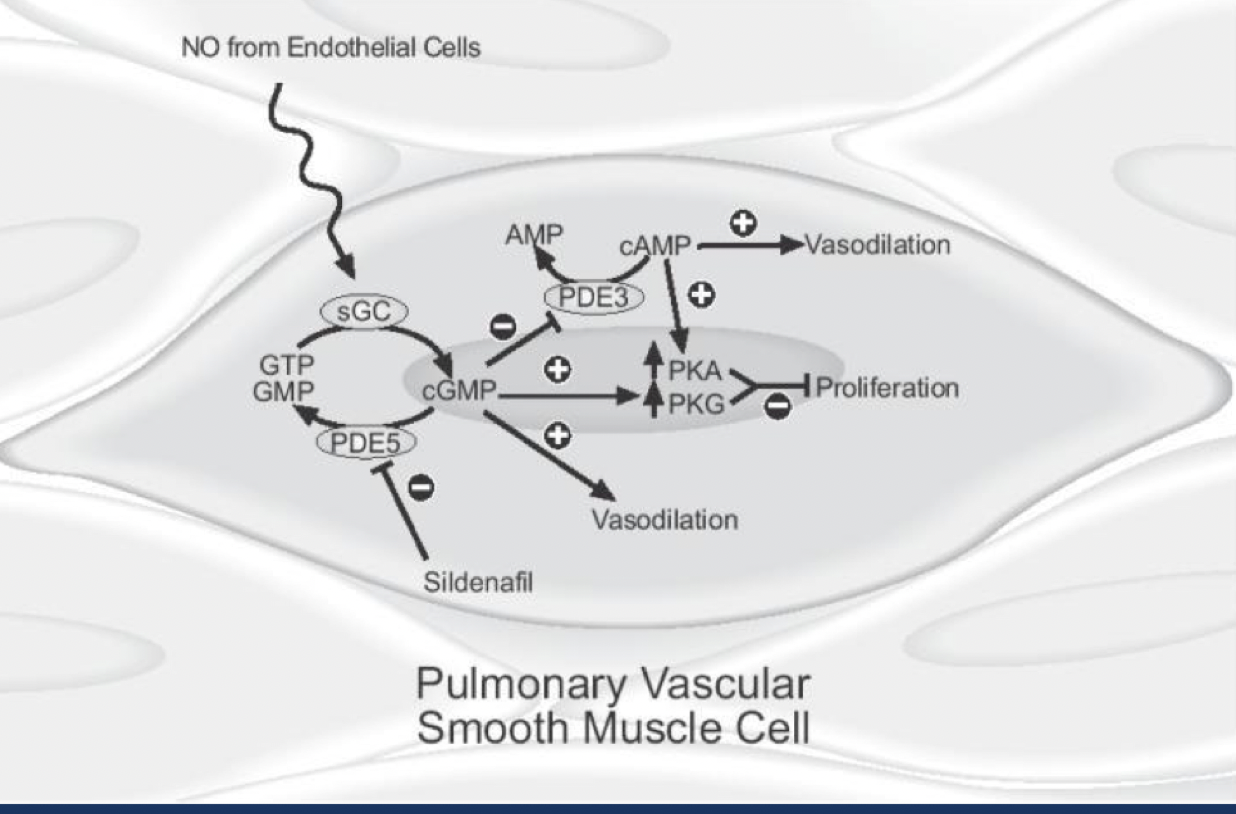 NO from Endothelial Cells
AMP
cAMP
+
Vasodilation
PDE3
+
sGC
−
GTP
GMP
cGMP
+
PKA
PKG
Proliferation
−
PDE5
+
−
Vasodilation
Sildenafil
Pulmonary Vascular
Smooth Muscle Cell